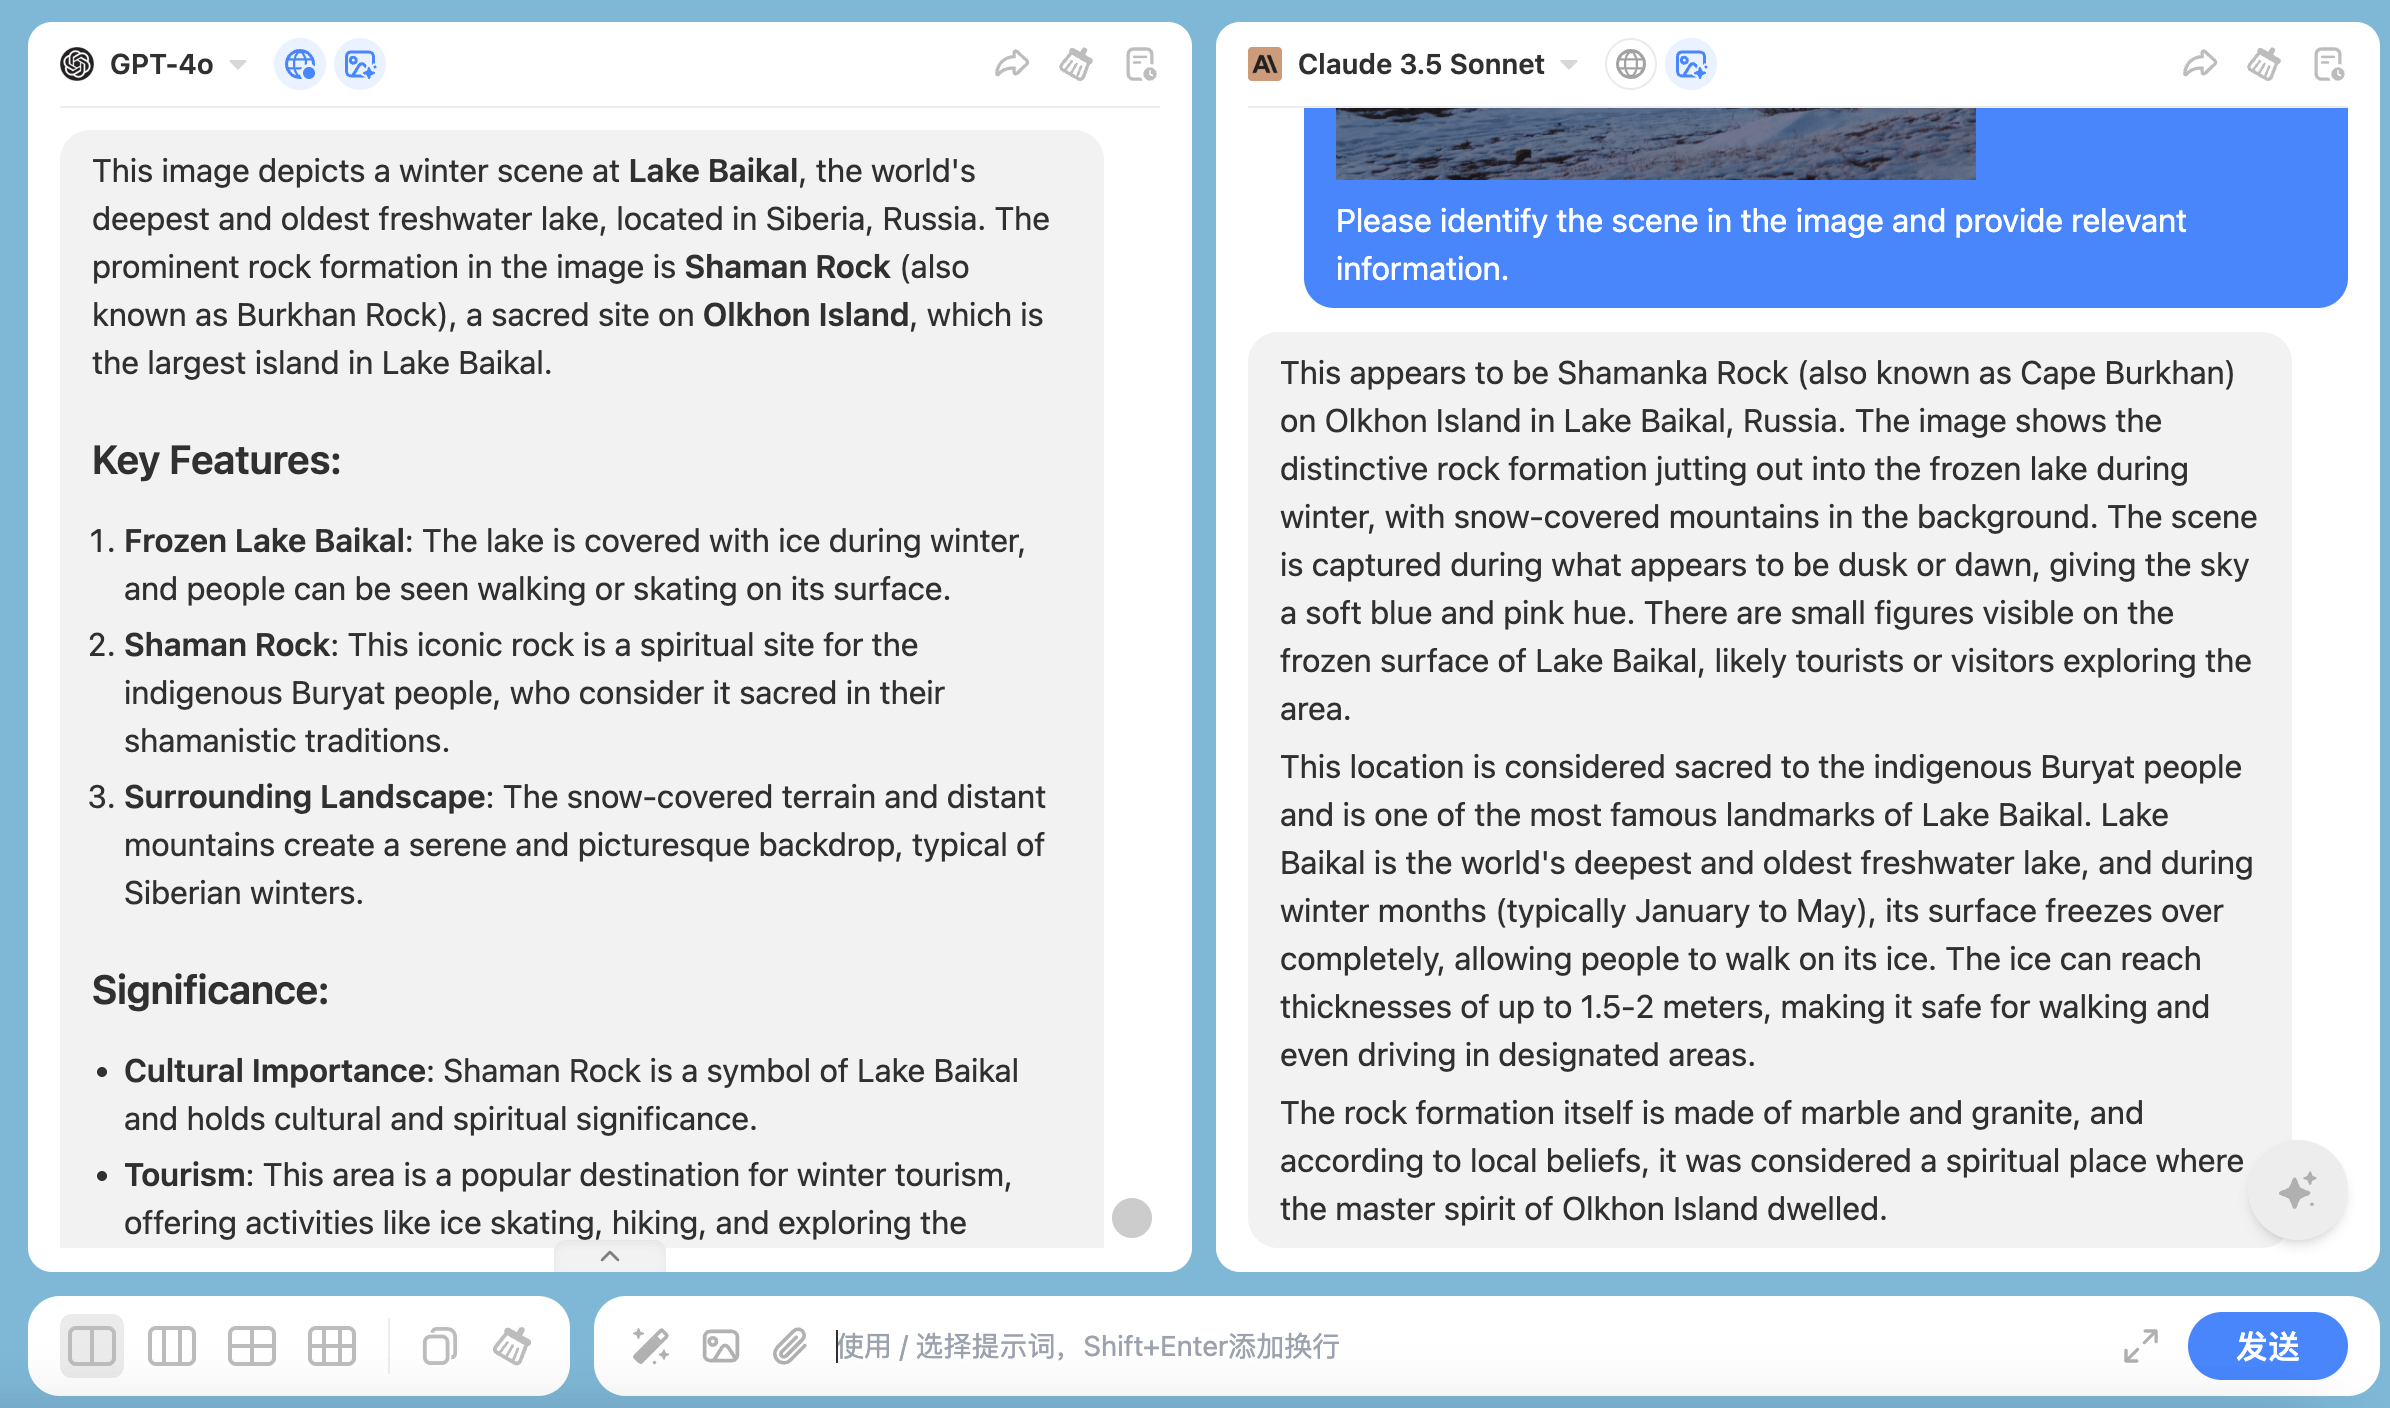 GPT-4o
This image depicts a winter scene at Lake Baikal, the world's
deepest and oldest freshwater lake, located in Siberia, Russia. The
prominent rock formation in the image is Shaman Rock (also
known as Burkhan Rock), a sacred site on Olkhon Island, which is
the largest island in Lake Baikal.
Key Features:
1. Frozen Lake Baikal: The lake is covered with ice during winter,
and people can be seen walking or skating on its surface.
2. Shaman Rock: This iconic rock is a spiritual site for the
indigenous Buryat people, who consider it sacred in their
shamanistic traditions.
3. Surrounding Landscape: The snow-covered terrain and distant
mountains create a serene and picturesque backdrop, typical of
Siberian winters.
Significance:
• Cultural Importance: Shaman Rock is a symbol of Lake Baikal
and holds cultural and spiritual significance.
• Tourism: This area is a popular destination for winter tourism,
offering activities like ice skating, hiking, and exploring the
Claude 3.5 Sonnet
Please identify the scene in the image and provide relevant
information.
This appears to be Shamanka Rock (also known as Cape Burkhan)
on Olkhon Island in Lake Baikal, Russia. The image shows the
distinctive rock formation jutting out into the frozen lake during
winter, with snow-covered mountains in the background. The scene
is captured during what appears to be dusk or dawn, giving the sky
a soft blue and pink hue. There are small figures visible on the
frozen surface of Lake Baikal, likely tourists or visitors exploring the
area.
This location is considered sacred to the indigenous Buryat people
and is one of the most famous landmarks of Lake Baikal. Lake
Baikal is the world's deepest and oldest freshwater lake, and during
winter months (typically January to May), its surface freezes over
completely, allowing people to walk on its ice. The ice can reach
thicknesses of up to 1.5-2 meters, making it safe for walking and
even driving in designated areas.
The rock formation itself is made of marble and granite, and
according to local beliefs, it was considered a spiritual place where
the master spirit of Olkhon Island dwelled.
使用 / 选择提示词，Shift+Enter添加换行
发送